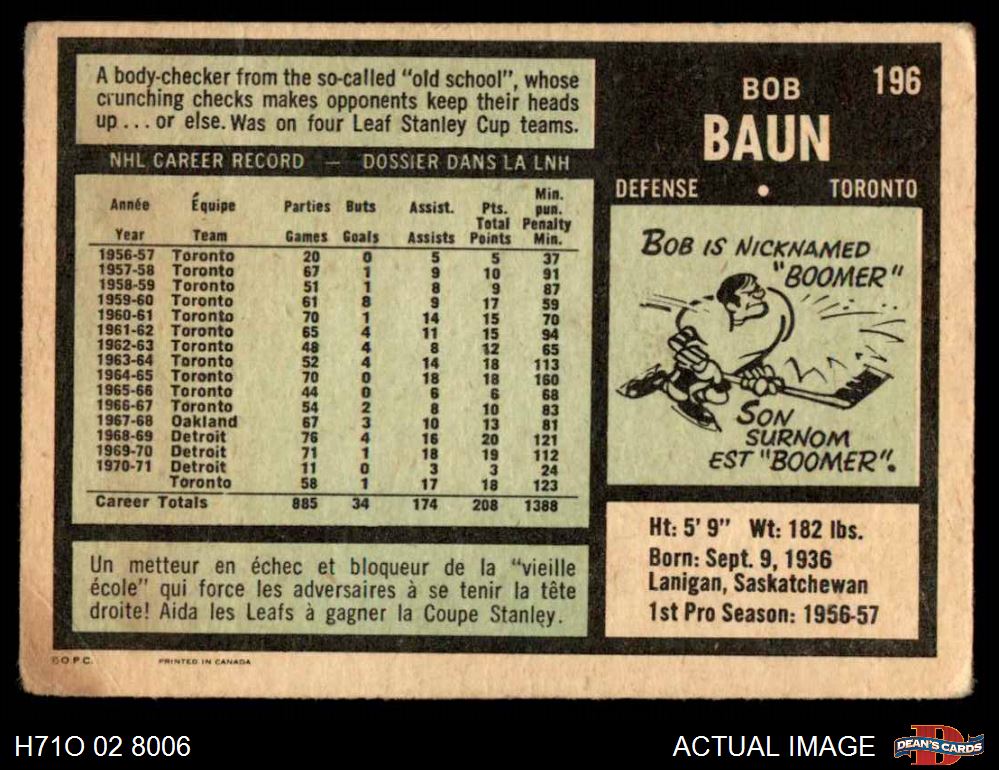 A body-checker from the so-called "old school", whose
crunching checks makes opponents keep their heads
up . . . or else. Was on four Leaf Stanley Cup teams.
196
BOB
BAUN
DEFENSE • TORONTO
NHL CAREER RECORD — DOSSIER DANS LA LNH
Année Équipe Parties Buts Assist. Pts. Total Min. pun.
Year Team Games Goals Assists Points Penalty Min.
1956-57 Toronto 20 0 5 5 37
1957-58 Toronto 67 1 9 10 91
1958-59 Toronto 51 1 8 9 87
1959-60 Toronto 61 8 9 17 59
1960-61 Toronto 70 1 14 15 70
1961-62 Toronto 65 4 11 15 94
1962-63 Toronto 48 4 8 12 65
1963-64 Toronto 52 4 14 18 113
1964-65 Toronto 70 0 18 18 160
1965-66 Toronto 44 0 6 6 68
1966-67 Toronto 54 2 8 10 83
1967-68 Oakland 67 3 10 13 81
1968-69 Detroit 76 4 16 20 121
1969-70 Detroit 71 1 18 19 112
1970-71 Detroit 11 0 3 3 24
Toronto 58 1 17 18 123
Career Totals 885 34 174 208 1388
BOB IS NICKNAMED
"BOOMER"
SON
SURNOM
EST "BOOMER".
Un metteur en échec et bloqueur de la "vieille
école" qui force les adversaires à se tenir la tête
droite! Aida les Leafs à gagner la Coupe Stanley.
Ht: 5' 9" Wt: 182 lbs.
Born: Sept. 9, 1936
Lanigan, Saskatchewan
1st Pro Season: 1956-57
©O.P.C. PRINTED IN CANADA
H71O 02 8006
ACTUAL IMAGE
D
DEAN'S CARDS